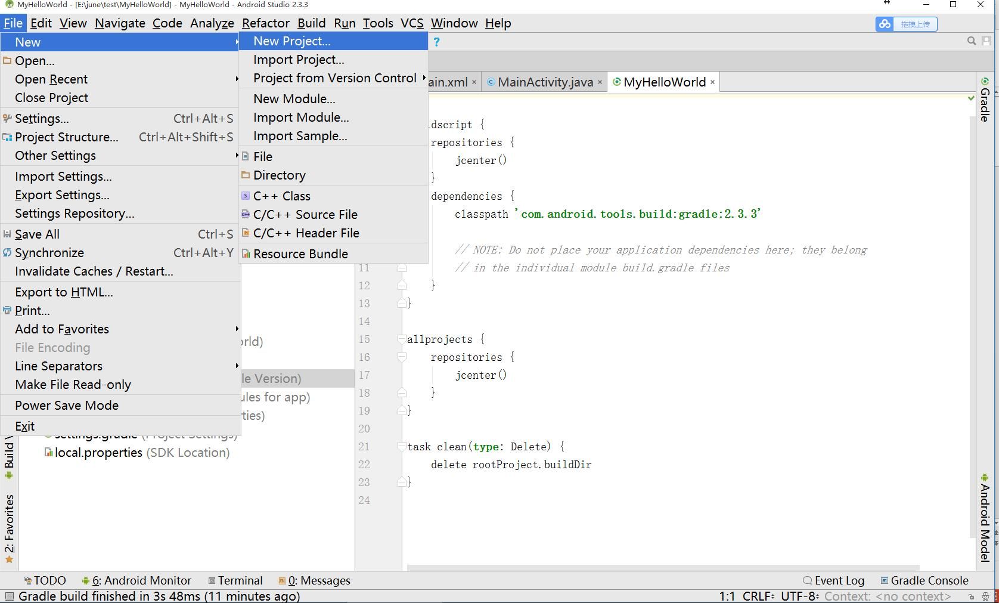 MyHelloWorld - [E:\june\test\MyHelloWorld] - MyHelloWorld - Android Studio 2.3.3
File Edit View Navigate Code Analyze Refactor Build Run Tools VCS Window Help
拖拽上传
New
Open...
Open Recent
Close Project
Settings... Ctrl+Alt+S
Project Structure... Ctrl+Alt+Shift+S
Other Settings
Import Settings...
Export Settings...
Settings Repository...
Save All Ctrl+S
Synchronize Ctrl+Alt+Y
Invalidate Caches / Restart...
Export to HTML...
Print...
Add to Favorites
File Encoding
Line Separators
Make File Read-only
Power Save Mode
Exit
New Project...
Import Project...
Project from Version Control
New Module...
Import Module...
Import Sample...
File
Directory
C++ Class
C/C++ Source File
C/C++ Header File
Resource Bundle
?
ain.xml
MainActivity.java
MyHelloWorld
ldscript {
repositories {
jcenter()
}
dependencies {
classpath 'com.android.tools.build:gradle:2.3.3'
// NOTE: Do not place your application dependencies here; they belong
11 // in the individual module build.gradle files
12 }
13 }
14
15 allprojects {
16 repositories {
17 jcenter()
18 }
19 }
20
21 task clean(type: Delete) {
22 delete rootProject.buildDir
23 }
24
rld)
le Version)
ules for app)
ties)
settings.gradle (Project Settings)
local.properties (SDK Location)
Build
2: Favorites
Gradle
Android Model
TODO 6: Android Monitor Terminal 0: Messages Event Log Gradle Console
Gradle build finished in 3s 48ms (11 minutes ago) 1:1 CRLF UTF-8 Context: <no context>